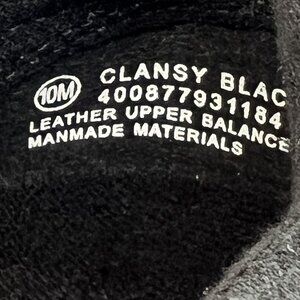 10M
CLANSY BLAC
400877931184
LEATHER UPPER BALANCE
MANMADE MATERIALS